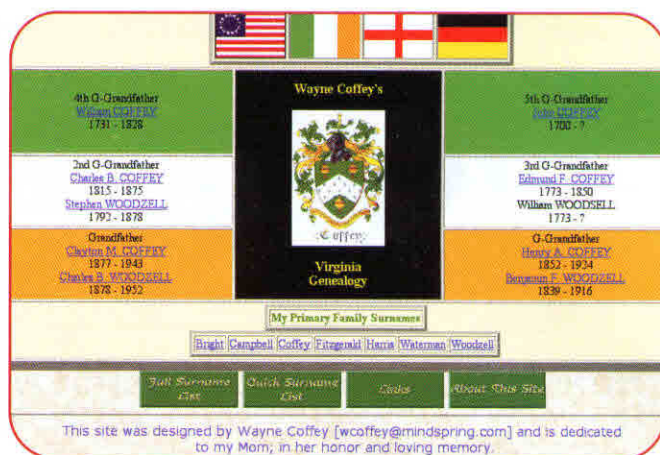 4th G-Grandfather
William COFFEY
1731 - 1828
2nd G-Grandfather
Charles B. COFFEY
1815 - 1875
Stephen WOODZELL
1792 - 1878
Grandfather
Clayton M. COFFEY
1877 - 1943
Charles B. WOODZELL
1878 - 1952
Wayne Coffey's
Coffey
Virginia
Genealogy
5th G-Grandfather
John COFFEY
1700 - ?
3rd G-Grandfather
Edmund F. COFFEY
1773 - 1850
William WOODSELL
1773 - ?
G-Grandfather
Henry A. COFFEY
1852 - 1934
Benjamin F. WOODZELL
1839 - 1916
My Primary Family Surnames
Bright Campbell Coffey Fitzgerald Harris Waterman Woodzell
Full Surname List
Quick Surname List
Links
About This Site
This site was designed by Wayne Coffey [wcoffey@mindspring.com] and is dedicated
to my Mom; in her honor and loving memory.